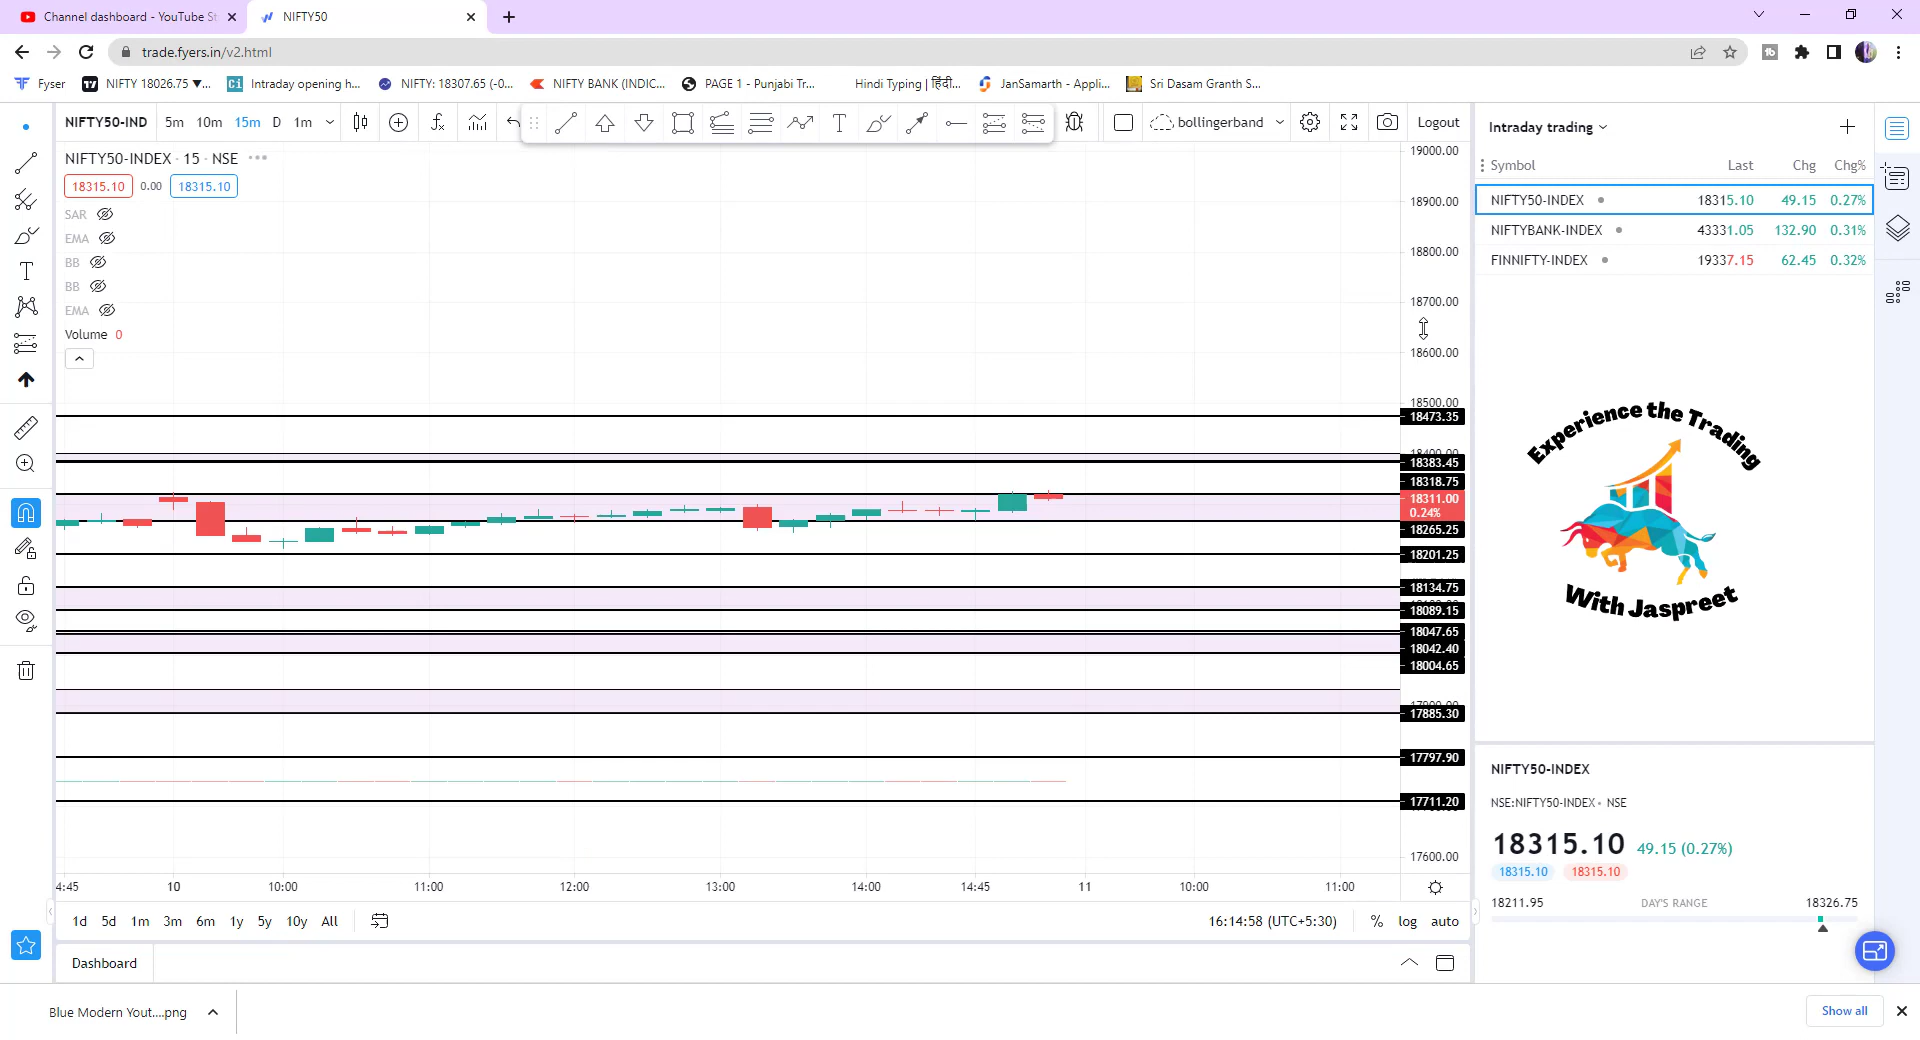 Channel dashboard - YouTube St
NIFTY50
trade.fyers.in/v2.html
Fyser
NIFTY 18026.75 ▼...
Intraday opening h...
NIFTY: 18307.65 (-0...
NIFTY BANK (INDIC...
PAGE 1 - Punjabi Tr...
Hindi Typing | हिंदी...
JanSamarth - Appli...
Sri Dasam Granth S...
NIFTY50-IND 5m 10m 15m D 1m
bollingerband
Logout
NIFTY50-INDEX · 15 · NSE
18315.10 0.00 18315.10
SAR
EMA
BB
BB
EMA
Volume 0
19000.00
18900.00
18800.00
18700.00
18600.00
18500.00
18473.35
18400.00
18383.45
18318.75
18311.00
0.24%
18265.25
18201.25
18134.75
18089.15
18047.65
18042.40
18004.65
17885.30
17797.90
17711.20
17600.00
4:45 10 10:00 11:00 12:00 13:00 14:00 14:45 11 10:00 11:00
1d 5d 1m 3m 6m 1y 5y 10y All
16:14:58 (UTC+5:30) % log auto
Dashboard
Intraday trading
Symbol Last Chg Chg%
NIFTY50-INDEX 18315.10 49.15 0.27%
NIFTYBANK-INDEX 43331.05 132.90 0.31%
FINNIFTY-INDEX 19337.15 62.45 0.32%
Experience the Trading
With Jaspreet
NIFTY50-INDEX
NSE:NIFTY50-INDEX • NSE
18315.10 49.15 (0.27%)
18315.10 18315.10
18211.95 DAY'S RANGE 18326.75
Blue Modern Yout....png
Show all